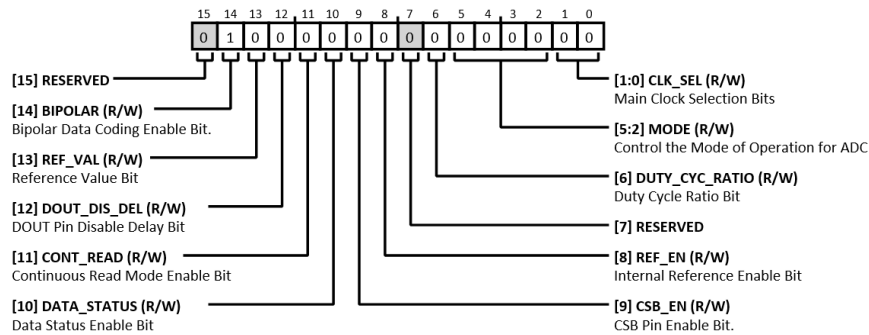 15 14 13 12 11 10 9 8 7 6 5 4 3 2 1 0
0 1 0 0 0 0 0 0 0 0 0 0 0 0 0 0
[15] RESERVED
[14] BIPOLAR (R/W)
Bipolar Data Coding Enable Bit.
[13] REF_VAL (R/W)
Reference Value Bit
[12] DOUT_DIS_DEL (R/W)
DOUT Pin Disable Delay Bit
[11] CONT_READ (R/W)
Continuous Read Mode Enable Bit
[10] DATA_STATUS (R/W)
Data Status Enable Bit
[1:0] CLK_SEL (R/W)
Main Clock Selection Bits
[5:2] MODE (R/W)
Control the Mode of Operation for ADC
[6] DUTY_CYC_RATIO (R/W)
Duty Cycle Ratio Bit
[7] RESERVED
[8] REF_EN (R/W)
Internal Reference Enable Bit
[9] CSB_EN (R/W)
CSB Pin Enable Bit.